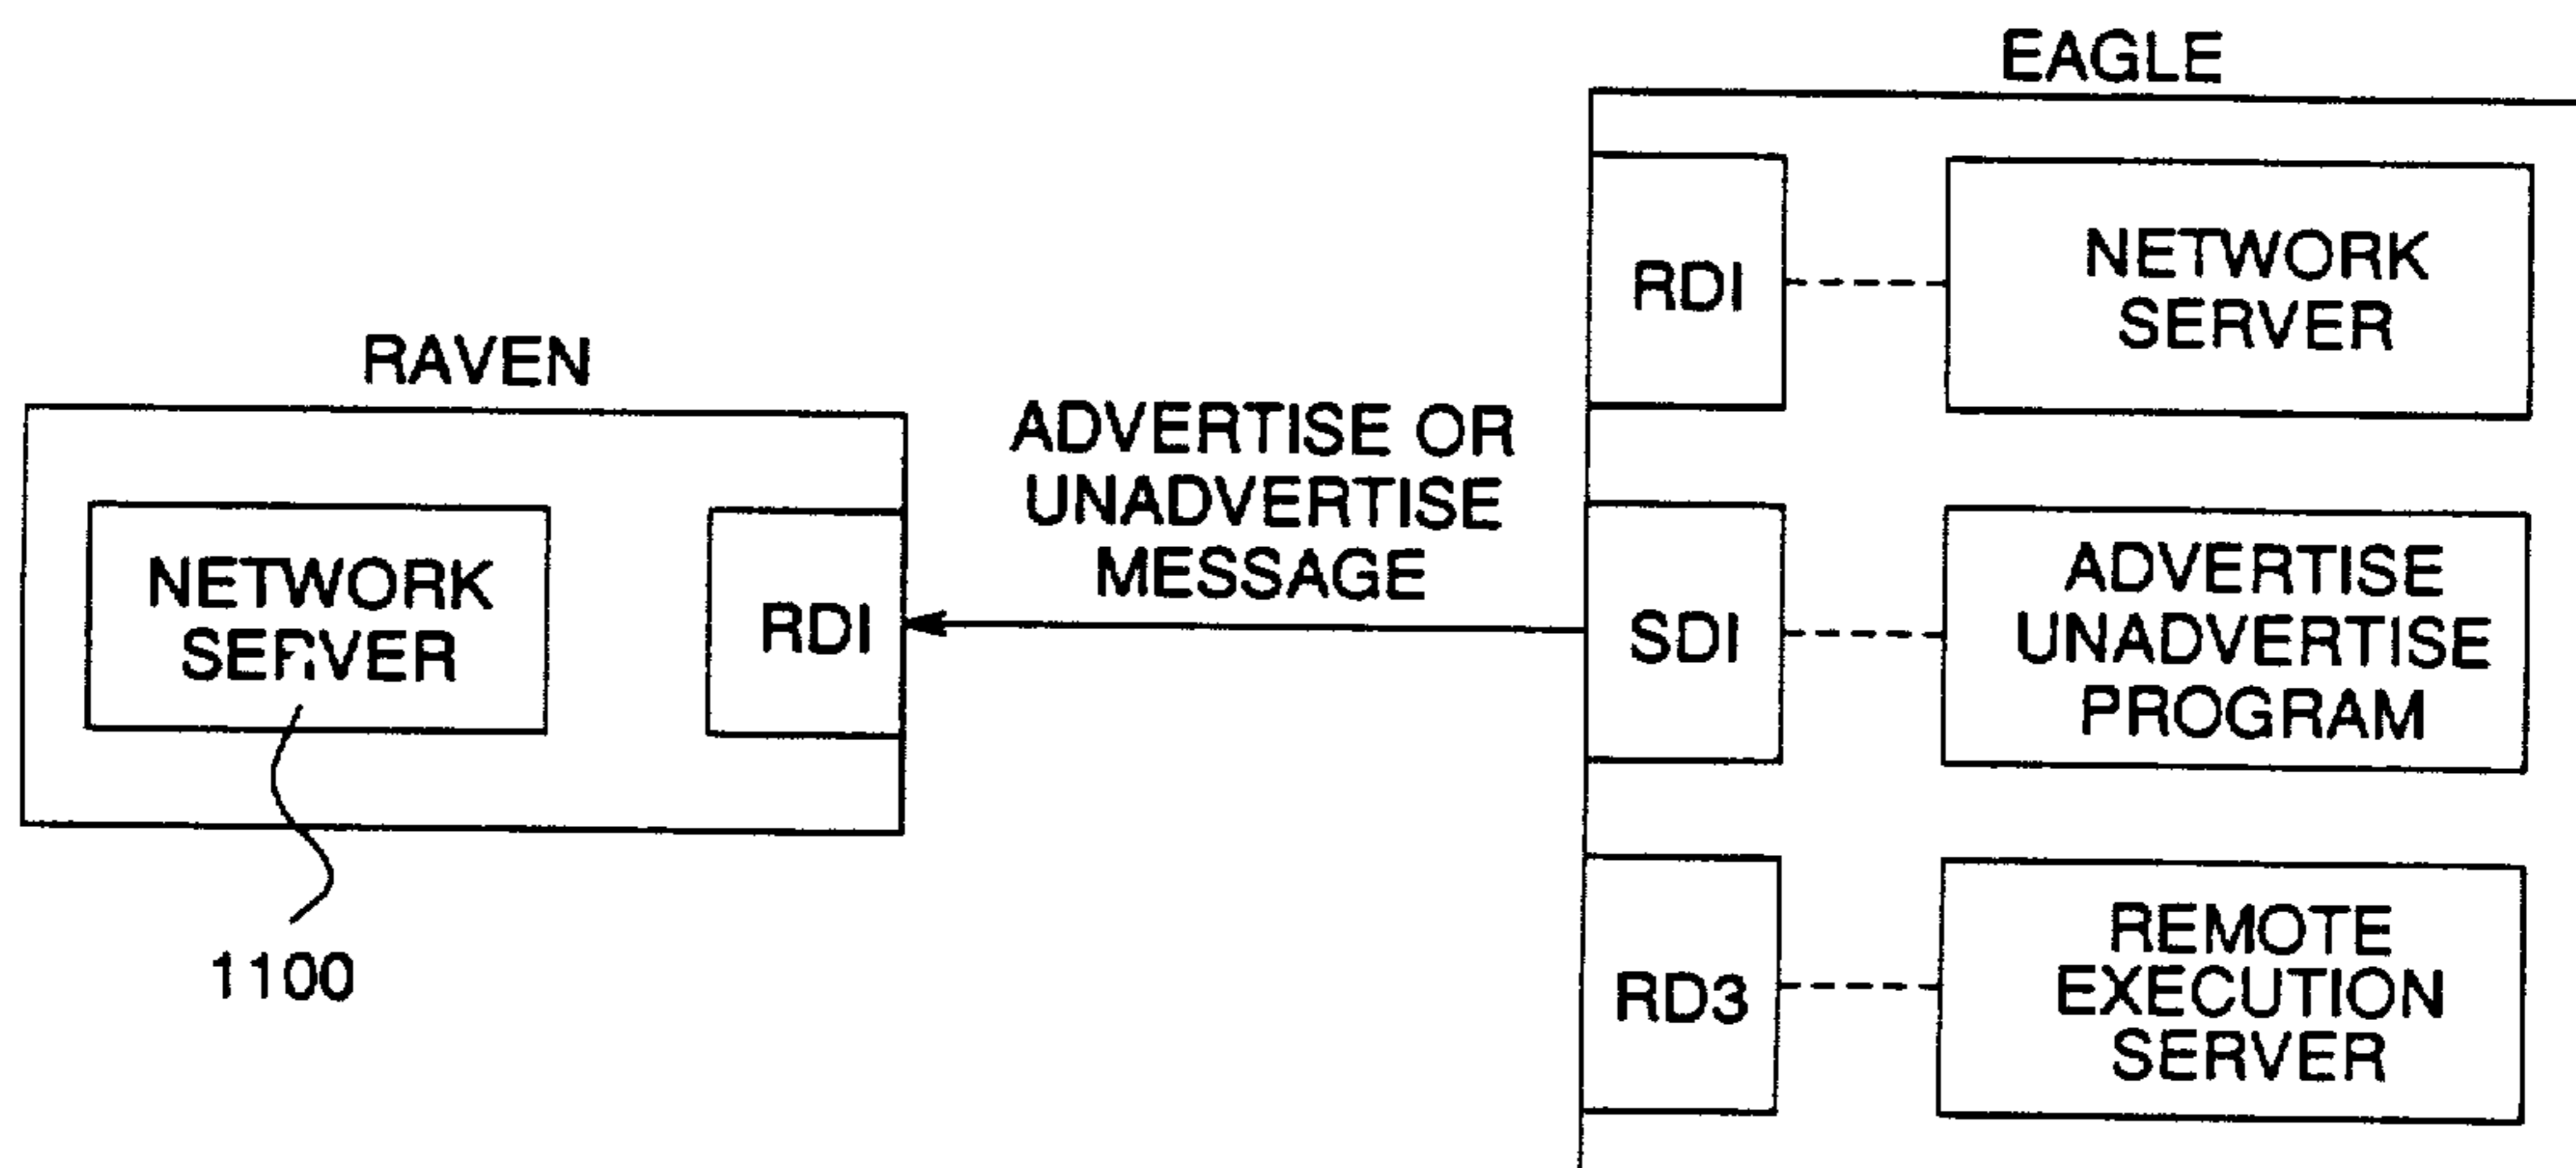 EAGLE
RDI
NETWORK
SERVER
RAVEN
NETWORK
SERVER
RDI
1100
ADVERTISE OR
UNADVERTISE
MESSAGE
SDI
ADVERTISE
UNADVERTISE
PROGRAM
RD3
REMOTE
EXECUTION
SERVER